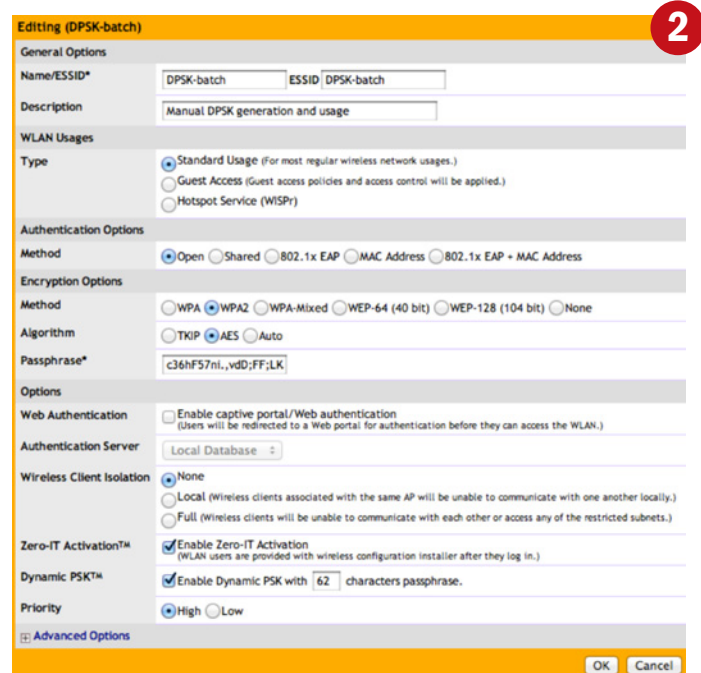 Editing (DPSK-batch)
2
General Options
Name/ESSID* DPSK-batch ESSID DPSK-batch
Description Manual DPSK generation and usage
WLAN Usages
Type Standard Usage (For most regular wireless network usages.)
Guest Access (Guest access policies and access control will be applied.)
Hotspot Service (WISPr)
Authentication Options
Method Open Shared 802.1x EAP MAC Address 802.1x EAP + MAC Address
Encryption Options
Method WPA WPA2 WPA-Mixed WEP-64 (40 bit) WEP-128 (104 bit) None
Algorithm TKIP AES Auto
Passphrase* c36hF57ni.,vdD;FF;LK
Options
Web Authentication Enable captive portal/Web authentication
(Users will be redirected to a Web portal for authentication before they can access the WLAN.)
Authentication Server Local Database
Wireless Client Isolation None
Local (Wireless clients associated with the same AP will be unable to communicate with one another locally.)
Full (Wireless clients will be unable to communicate with each other or access any of the restricted subnets.)
Zero-IT Activation™ Enable Zero-IT Activation
(WLAN users are provided with wireless configuration installer after they log in.)
Dynamic PSK™ Enable Dynamic PSK with 62 characters passphrase.
Priority High Low
Advanced Options
OK Cancel